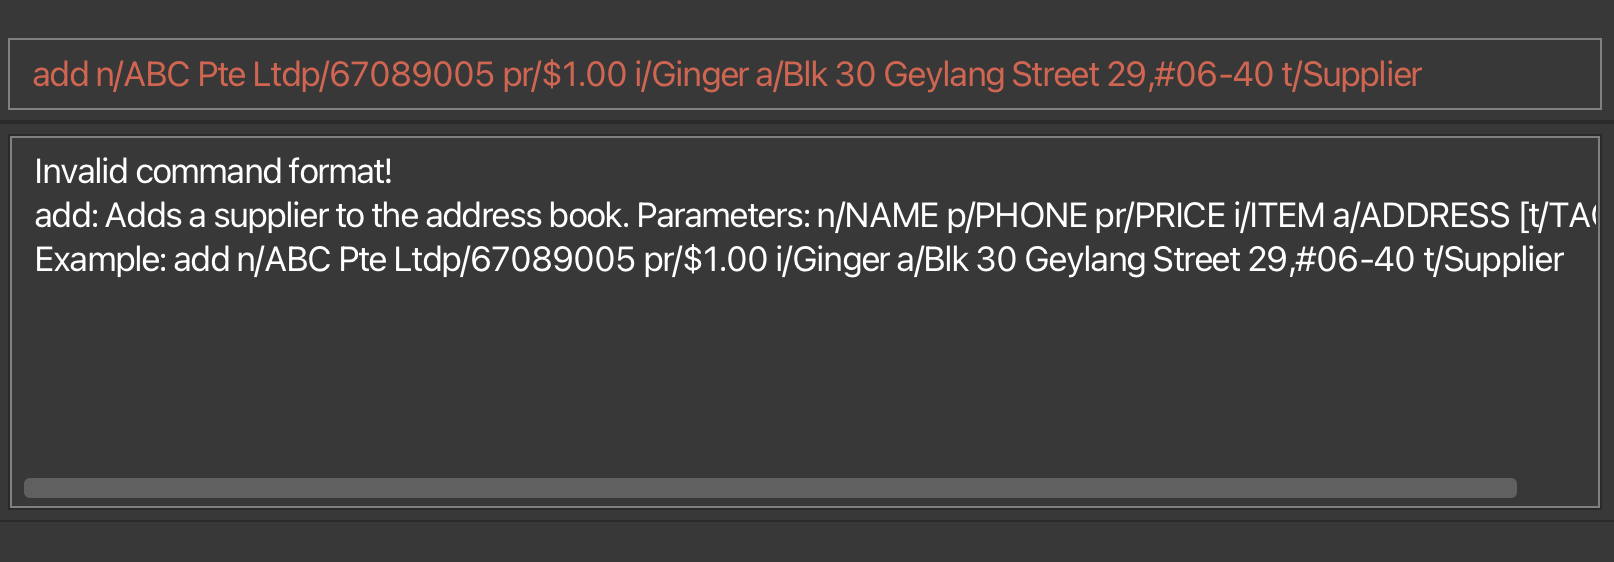 add n/ABC Pte Ltdp/67089005 pr/$1.00 i/Ginger a/Blk 30 Geylang Street 29,#06-40 t/Supplier
Invalid command format!
add: Adds a supplier to the address book. Parameters: n/NAME p/PHONE pr/PRICE i/ITEM a/ADDRESS [t/TAG
Example: add n/ABC Pte Ltdp/67089005 pr/$1.00 i/Ginger a/Blk 30 Geylang Street 29,#06-40 t/Supplier